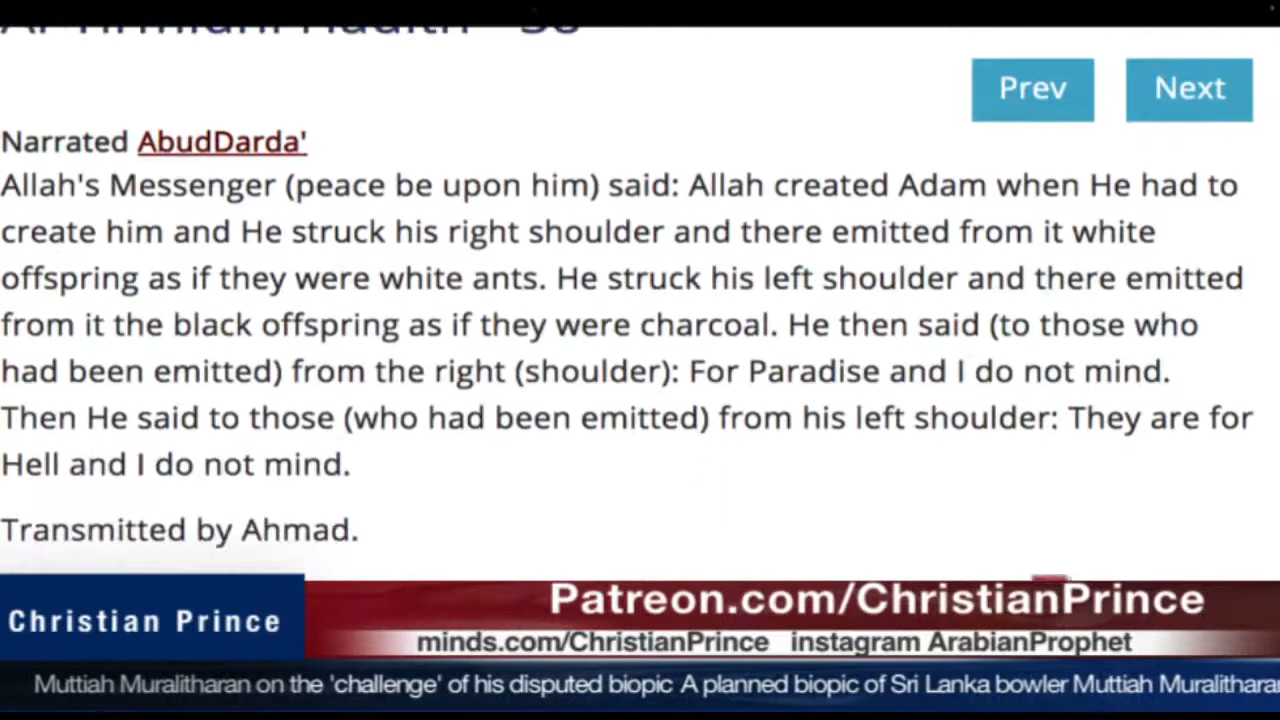 Prev
Next
Narrated AbudDarda'
Allah's Messenger (peace be upon him) said: Allah created Adam when He had to
create him and He struck his right shoulder and there emitted from it white
offspring as if they were white ants. He struck his left shoulder and there emitted
from it the black offspring as if they were charcoal. He then said (to those who
had been emitted) from the right (shoulder): For Paradise and I do not mind.
Then He said to those (who had been emitted) from his left shoulder: They are for
Hell and I do not mind.
Transmitted by Ahmad.
Christian Prince
Patreon.com/ChristianPrince
minds.com/ChristianPrince instagram ArabianProphet
Muttiah Muralitharan on the 'challenge' of his disputed biopic A planned biopic of Sri Lanka bowler Muttiah Muralithara